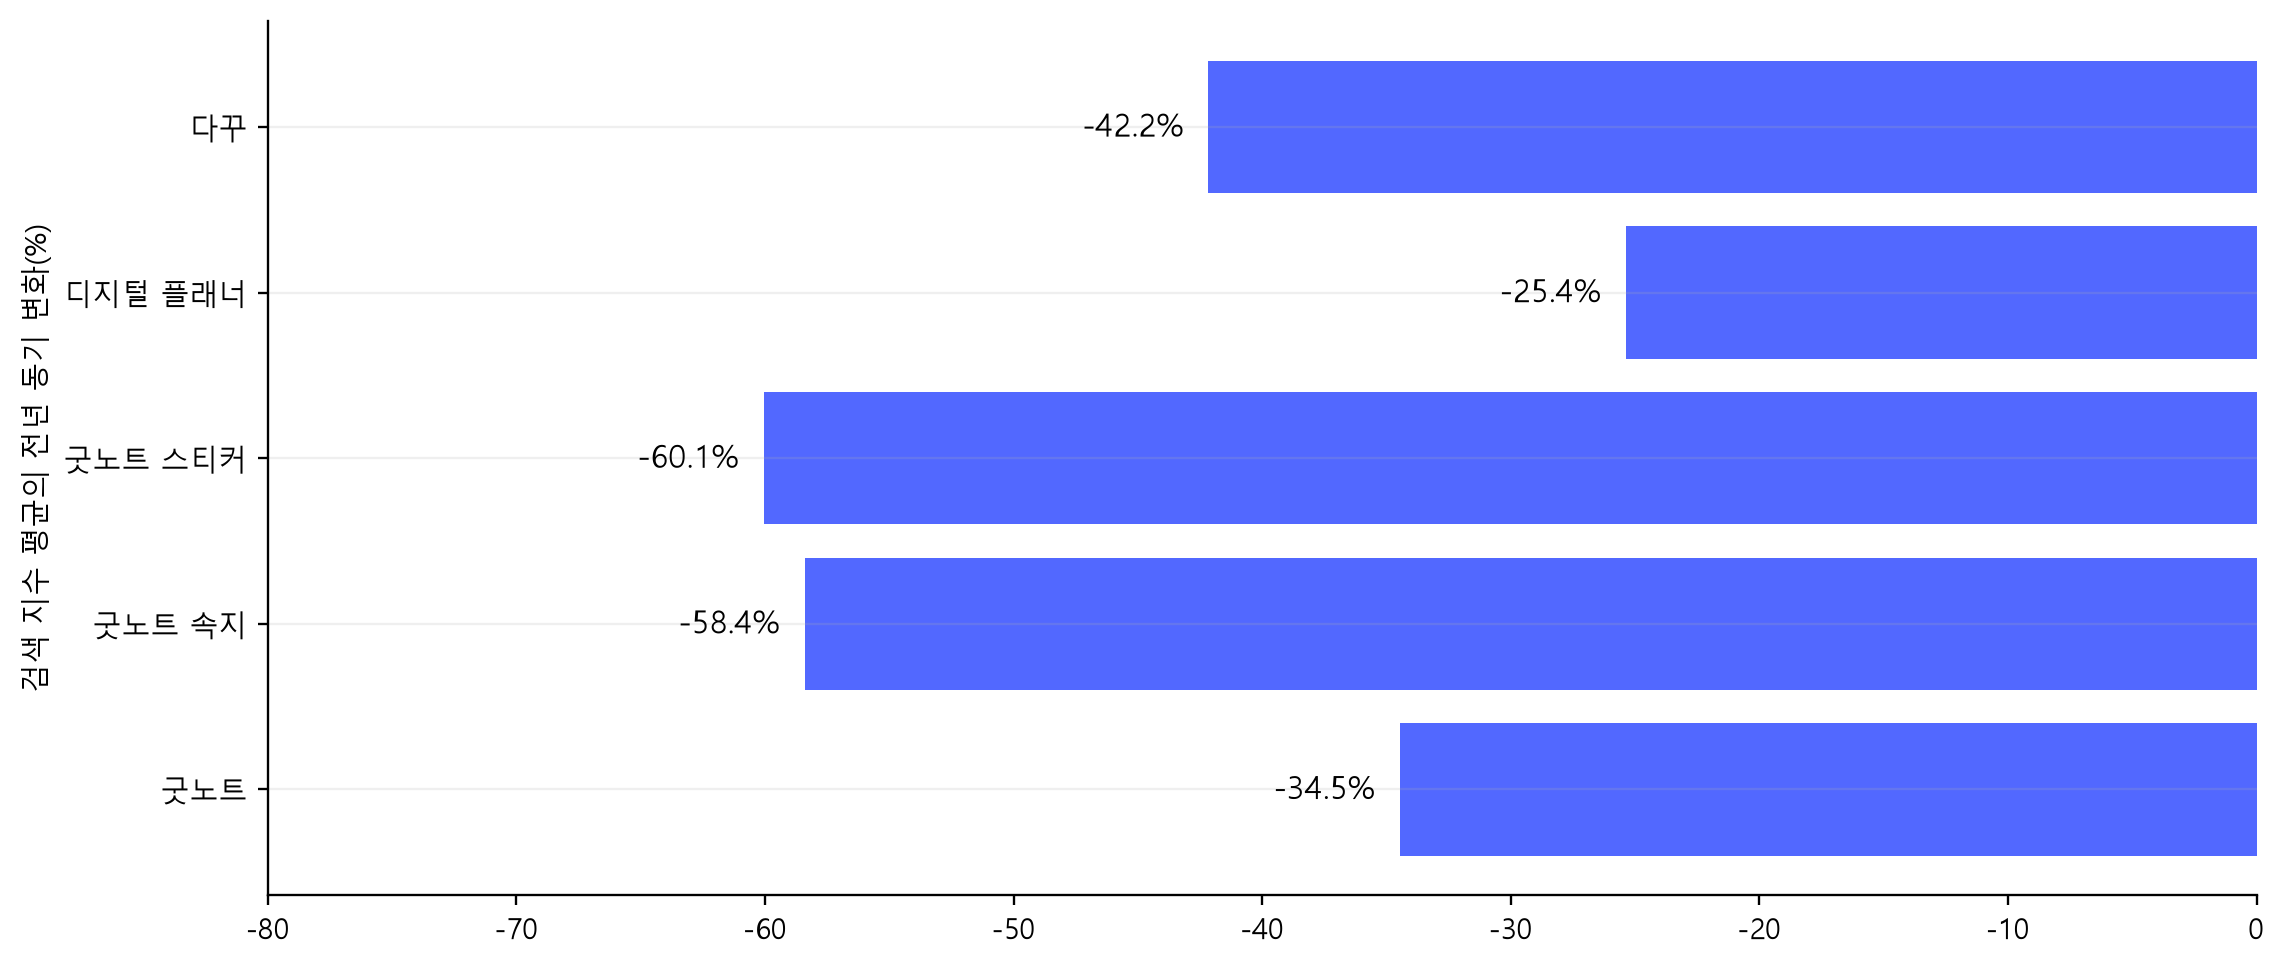 검색 지수 평균의 전년 동기 변화(%)
다꾸
-42.2%
디지털 플래너
-25.4%
굿노트 스티커
-60.1%
굿노트 속지
-58.4%
굿노트
-34.5%
-80 -70 -60 -50 -40 -30 -20 -10 0